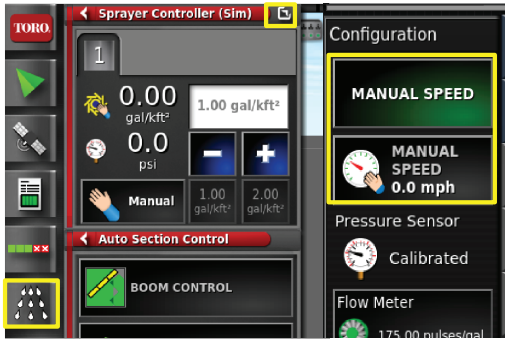 TORO.
Sprayer Controller (Sim)
1
0.00
gal/kft²
1.00 gal/kft²
0.0
psi
Manual
1.00
gal/kft²
2.00
gal/kft²
Auto Section Control
BOOM CONTROL
Configuration
MANUAL SPEED
MANUAL
SPEED
0.0 mph
Pressure Sensor
Calibrated
Flow Meter
175.00 pulses/gal